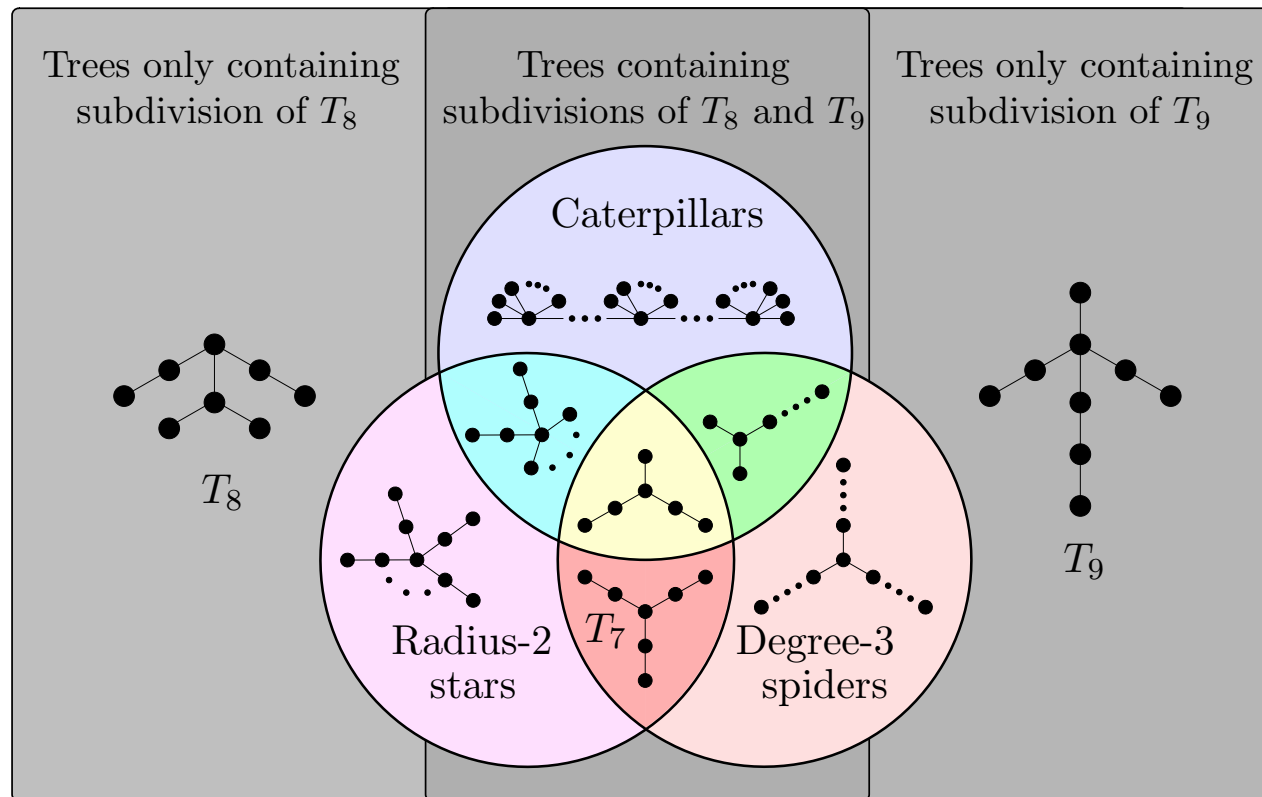 Trees only containing
subdivision of T₈
Trees containing
subdivisions of T₈ and T₉
Trees only containing
subdivision of T₉
Caterpillars
T₈
T₉
T₇
Radius-2
stars
Degree-3
spiders